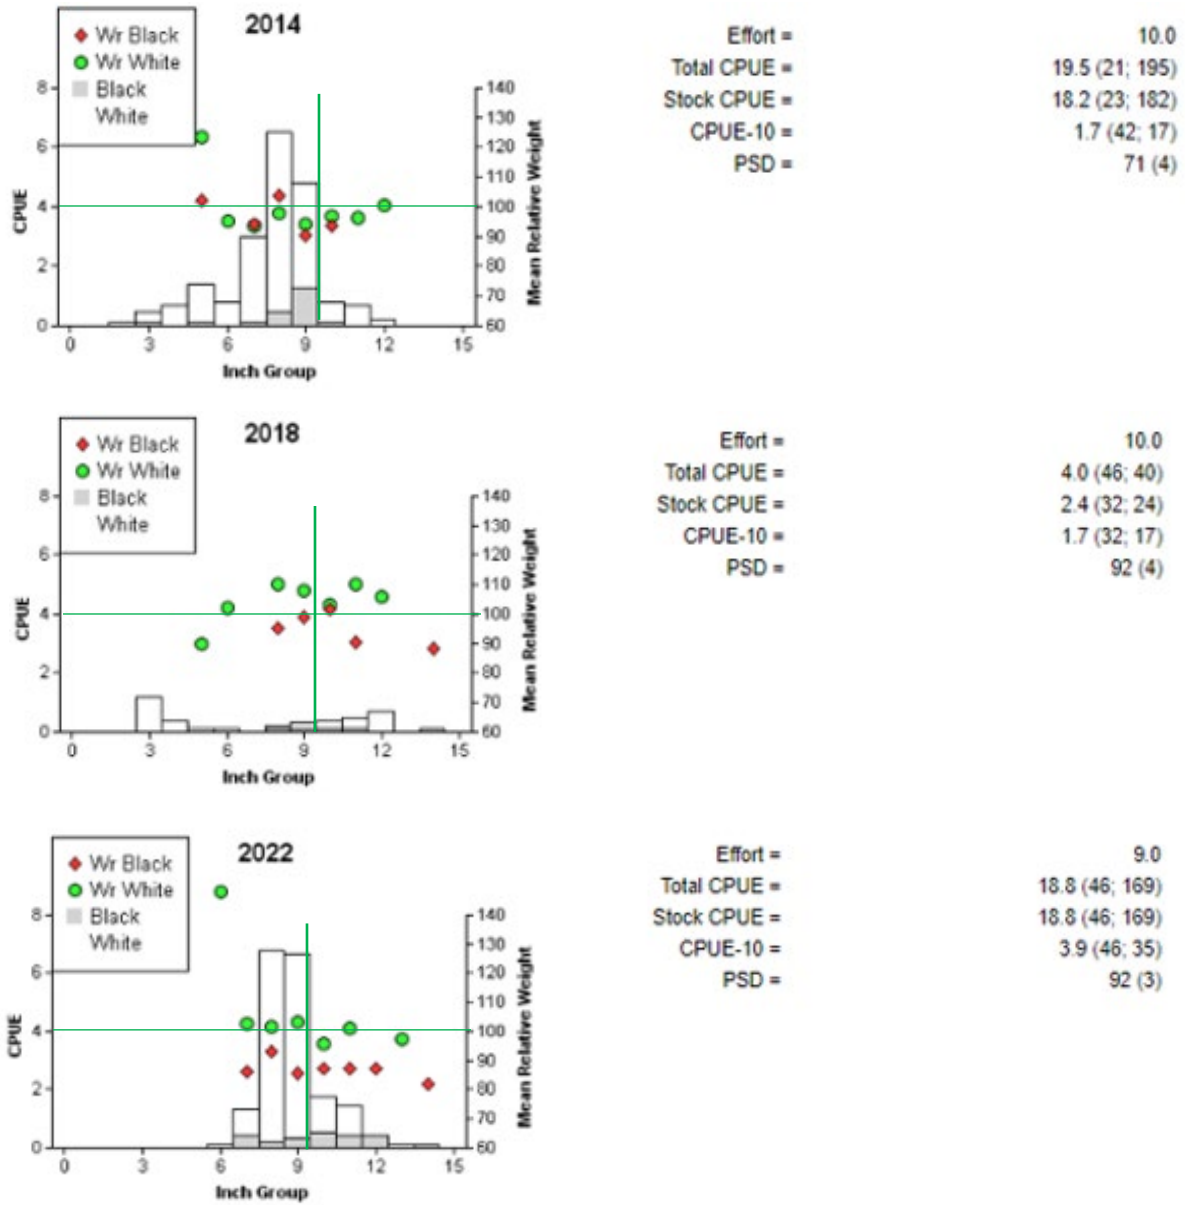 2014
Wr Black
Wr White
Black
White
8
6
4
2
0
CPUE
140
130
120
110
100
90
80
70
60
Mean Relative Weight
0 3 6 9 12 15
Inch Group
Effort = 10.0
Total CPUE = 19.5 (21; 195)
Stock CPUE = 18.2 (23; 182)
CPUE-10 = 1.7 (42; 17)
PSD = 71 (4)
2018
Wr Black
Wr White
Black
White
8
6
4
2
0
CPUE
140
130
120
110
100
90
80
70
60
Mean Relative Weight
0 3 6 9 12 15
Inch Group
Effort = 10.0
Total CPUE = 4.0 (46; 40)
Stock CPUE = 2.4 (32; 24)
CPUE-10 = 1.7 (32; 17)
PSD = 92 (4)
2022
Wr Black
Wr White
Black
White
8
6
4
2
0
CPUE
140
130
120
110
100
90
80
70
60
Mean Relative Weight
0 3 6 9 12 15
Inch Group
Effort = 9.0
Total CPUE = 18.8 (46; 169)
Stock CPUE = 18.8 (46; 169)
CPUE-10 = 3.9 (46; 35)
PSD = 92 (3)